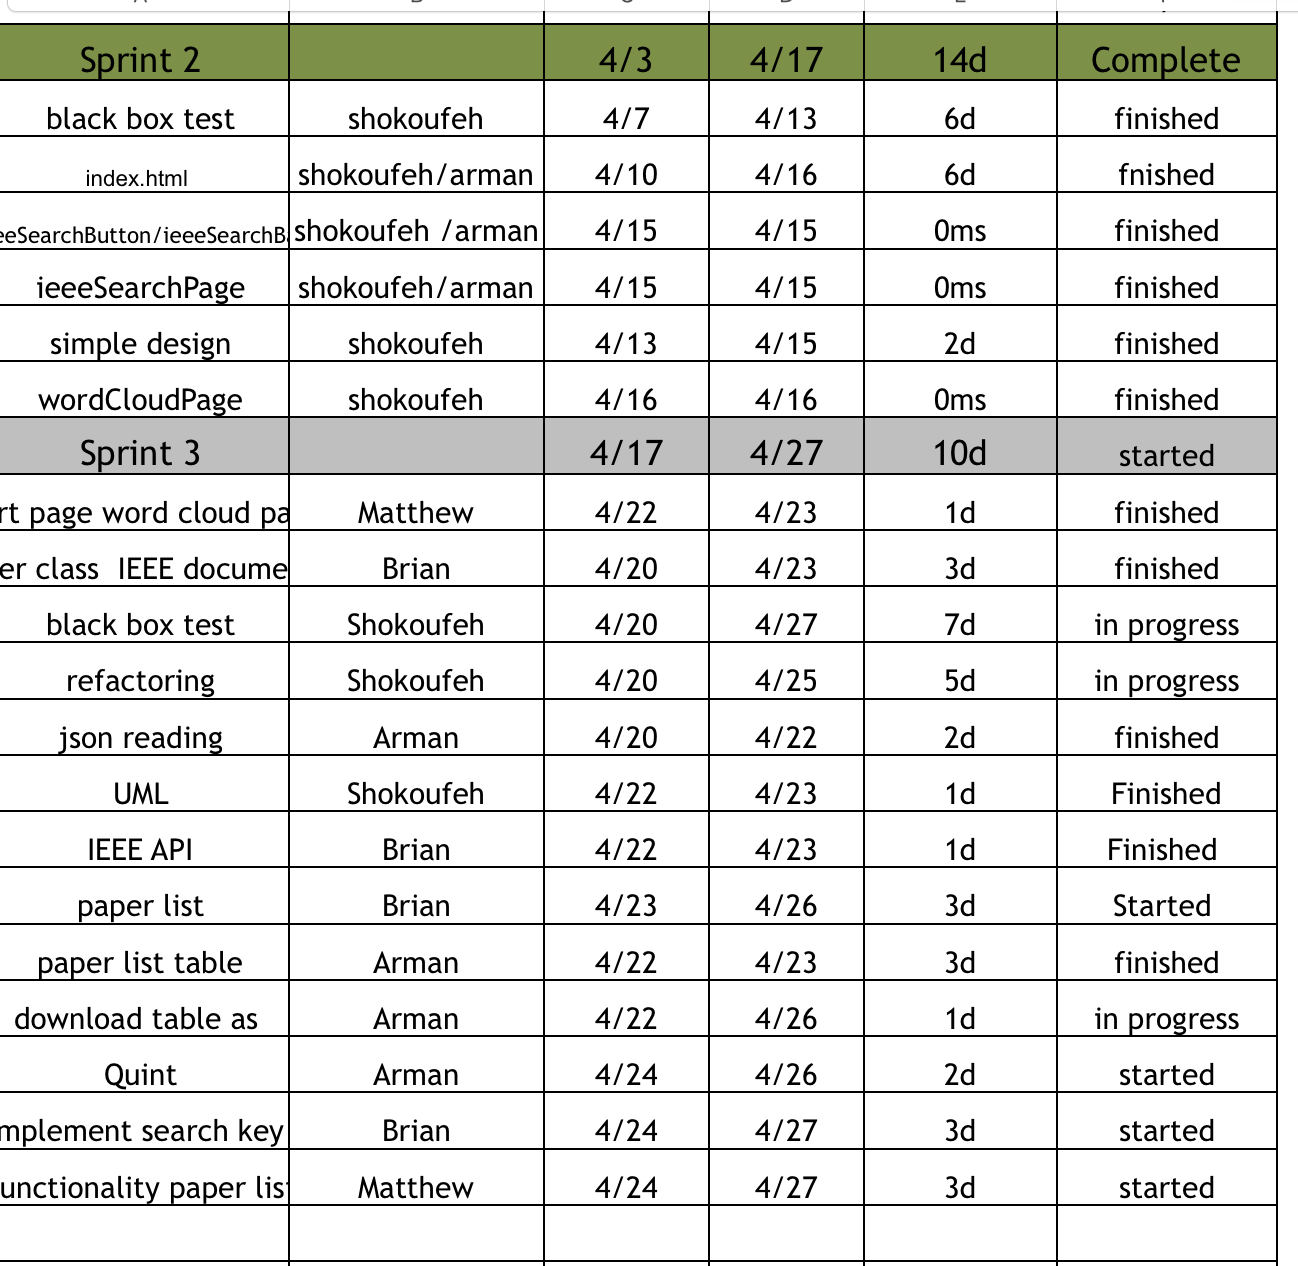 Sprint 2 4/3 4/17 14d Complete
black box test shokoufeh 4/7 4/13 6d finished
index.html shokoufeh/arman 4/10 4/16 6d fnished
eeSearchButton/ieeeSearchBa shokoufeh /arman 4/15 4/15 0ms finished
ieeeSearchPage shokoufeh/arman 4/15 4/15 0ms finished
simple design shokoufeh 4/13 4/15 2d finished
wordCloudPage shokoufeh 4/16 4/16 0ms finished
Sprint 3 4/17 4/27 10d started
rt page word cloud pa Matthew 4/22 4/23 1d finished
er class IEEE docume Brian 4/20 4/23 3d finished
black box test Shokoufeh 4/20 4/27 7d in progress
refactoring Shokoufeh 4/20 4/25 5d in progress
json reading Arman 4/20 4/22 2d finished
UML Shokoufeh 4/22 4/23 1d Finished
IEEE API Brian 4/22 4/23 1d Finished
paper list Brian 4/23 4/26 3d Started
paper list table Arman 4/22 4/23 3d finished
download table as Arman 4/22 4/26 1d in progress
Quint Arman 4/24 4/26 2d started
mplement search key Brian 4/24 4/27 3d started
unctionality paper list Matthew 4/24 4/27 3d started